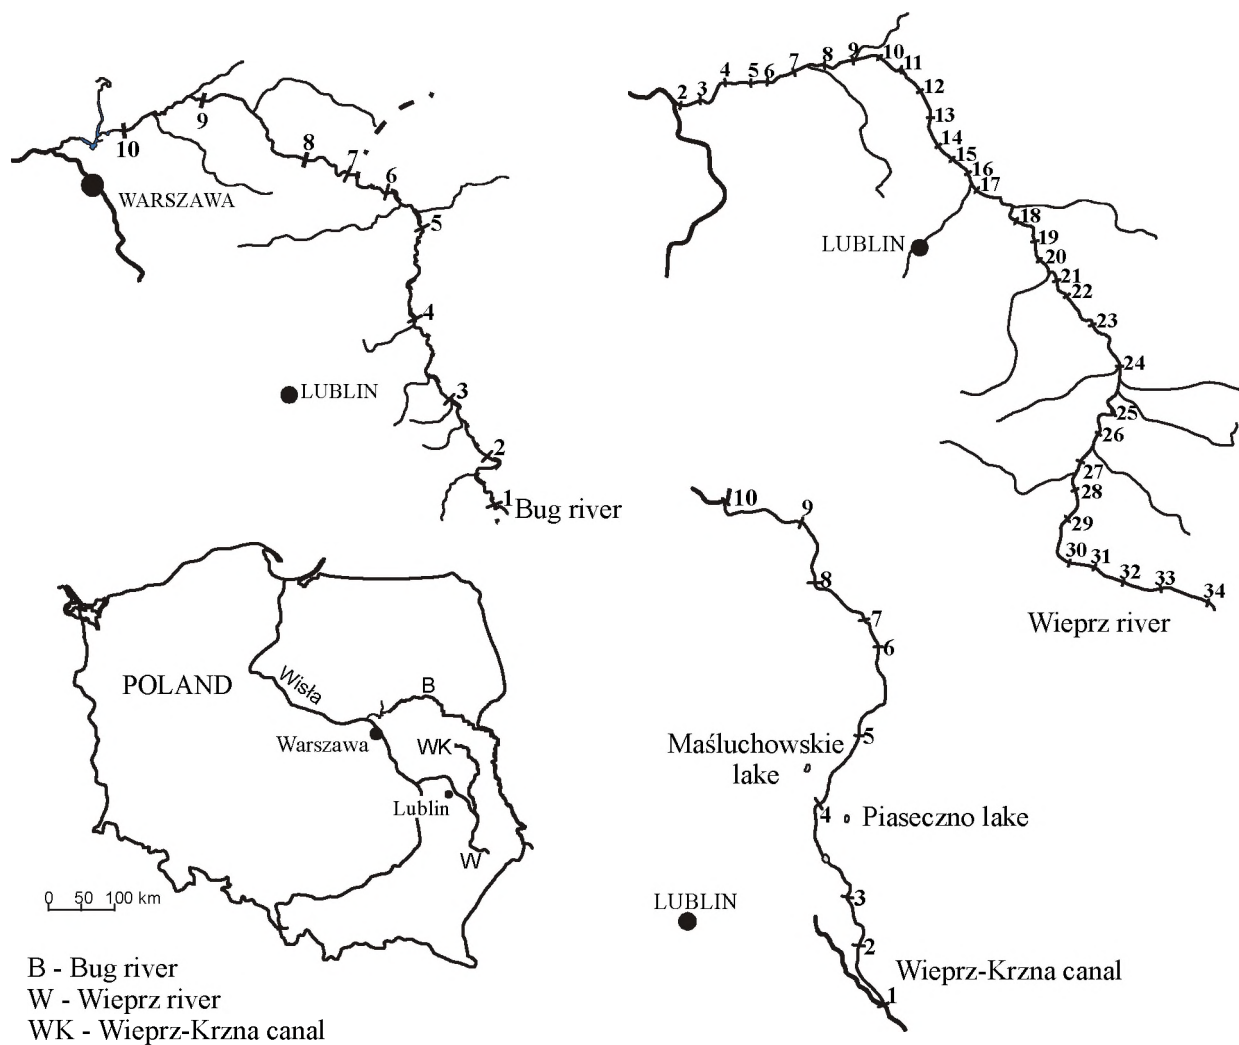 10
9
8
7
6
5
WARSZAWA
4
LUBLIN
3
2
1
Bug river
2
3
4
5
6
7
8
9
10
11
12
13
14
15
16
17
LUBLIN
18
19
20
21
22
23
24
25
26
27
28
29
30
31
32
33
34
Wieprz river
POLAND
Wisła
B
Warszawa
WK
Lublin
W
0 50 100 km
B - Bug river
W - Wieprz river
WK - Wieprz-Krzna canal
10
9
8
7
6
5
Maśluchowskie
lake
4
Piaseczno lake
3
LUBLIN
2
Wieprz-Krzna canal
1